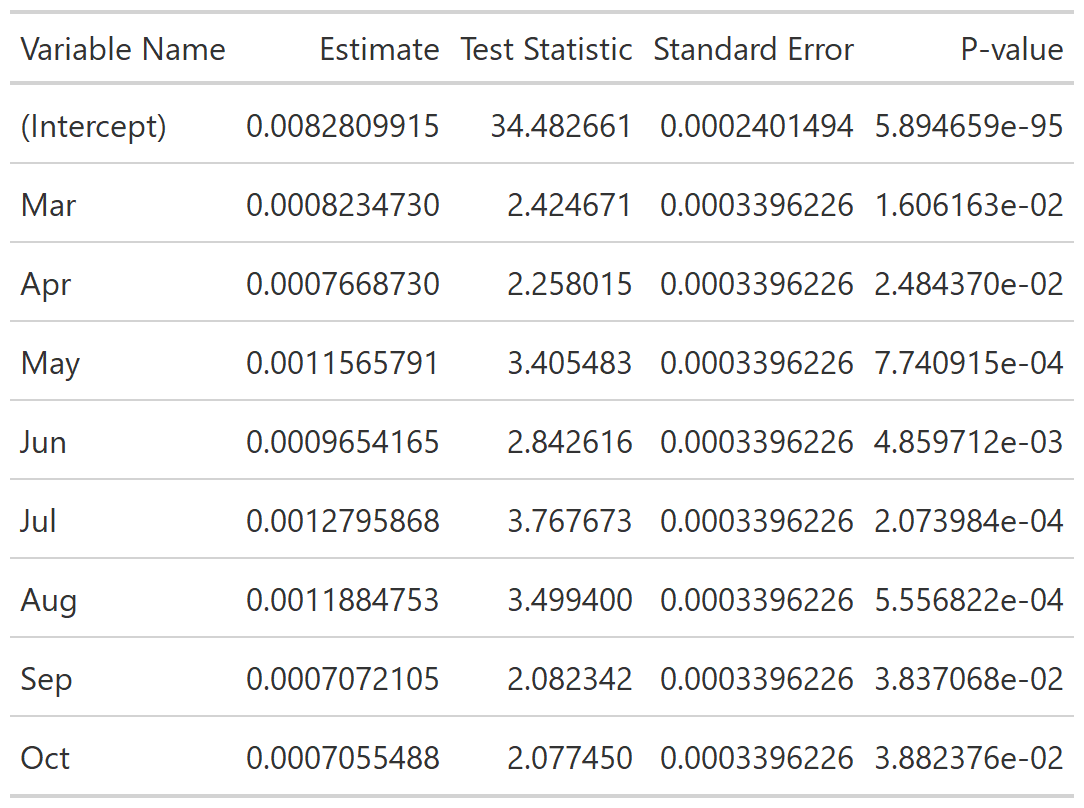 Variable Name Estimate Test Statistic Standard Error P-value
(Intercept) 0.0082809915 34.482661 0.0002401494 5.894659e-95
Mar 0.0008234730 2.424671 0.0003396226 1.606163e-02
Apr 0.0007668730 2.258015 0.0003396226 2.484370e-02
May 0.0011565791 3.405483 0.0003396226 7.740915e-04
Jun 0.0009654165 2.842616 0.0003396226 4.859712e-03
Jul 0.0012795868 3.767673 0.0003396226 2.073984e-04
Aug 0.0011884753 3.499400 0.0003396226 5.556822e-04
Sep 0.0007072105 2.082342 0.0003396226 3.837068e-02
Oct 0.0007055488 2.077450 0.0003396226 3.882376e-02